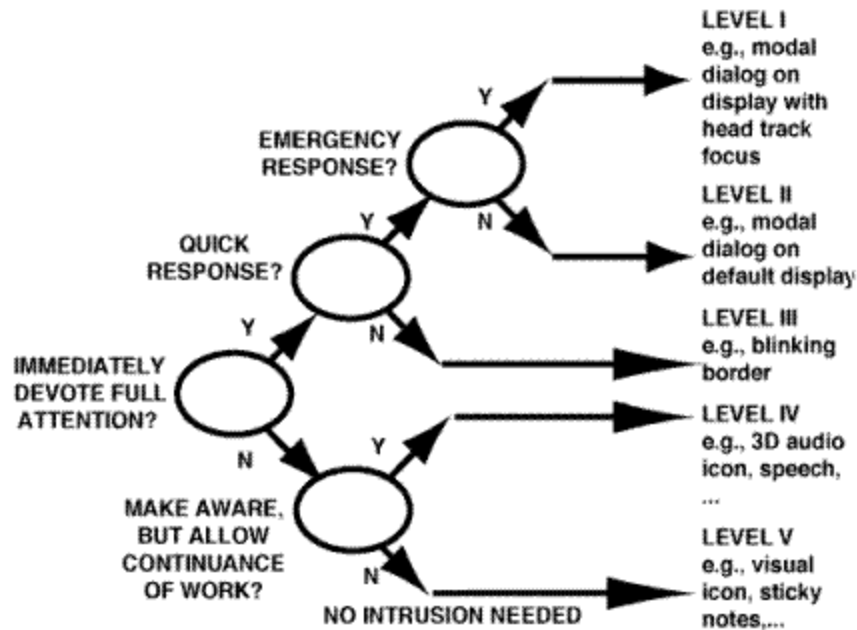 LEVEL I
e.g., modal
dialog on
display with
head track
focus
Y
EMERGENCY
RESPONSE?
N
LEVEL II
e.g., modal
dialog on
default display
Y
QUICK
RESPONSE?
N
LEVEL III
e.g., blinking
border
Y
IMMEDIATELY
DEVOTE FULL
ATTENTION?
N
LEVEL IV
e.g., 3D audio
icon, speech,
...
Y
MAKE AWARE,
BUT ALLOW
CONTINUANCE
OF WORK?
N
NO INTRUSION NEEDED
LEVEL V
e.g., visual
icon, sticky
notes,...